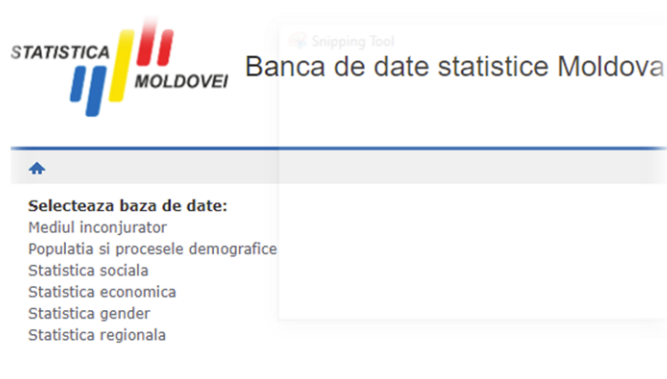 STATISTICA
MOLDOVEI
Snipping Tool
Banca de date statistice Moldova
Selecteaza baza de date:
Mediul inconjurator
Populatia si procesele demografice
Statistica sociala
Statistica economica
Statistica gender
Statistica regionala